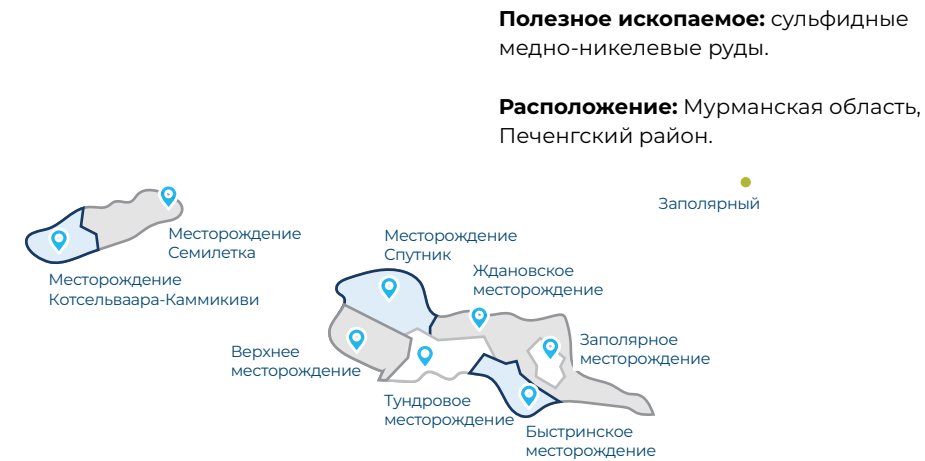 Полезное ископаемое: сульфидные
медно-никелевые руды.
Расположение: Мурманская область,
Печенгский район.
Заполярный
Месторождение
Семилетка
Месторождение
Котсельваара-Каммикиви
Месторождение
Спутник
Ждановское
месторождение
Верхнее
месторождение
Заполярное
месторождение
Тундровое
месторождение
Быстринское
месторождение